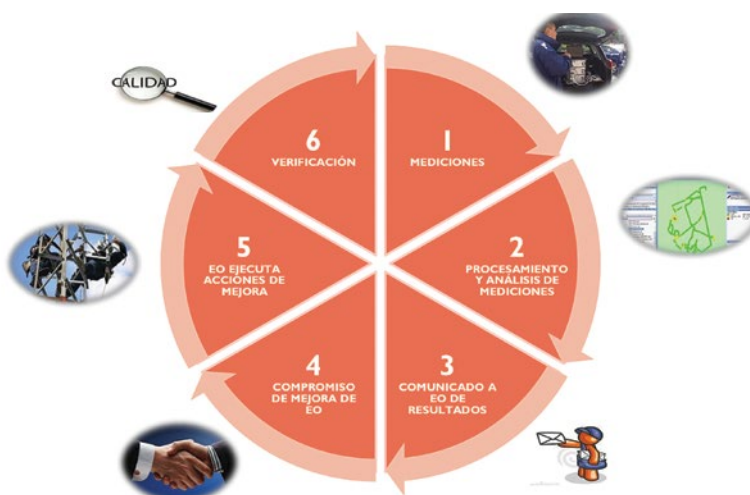 CALIDAD
6
VERIFICACIÓN
1
MEDICIONES
5
EO EJECUTA
ACCIONES DE
MEJORA
2
PROCESAMIENTO
Y ANÁLISIS DE
MEDICIONES
4
COMPROMISO
DE MEJORA DE
EO
3
COMUNICADO A
EO DE
RESULTADOS